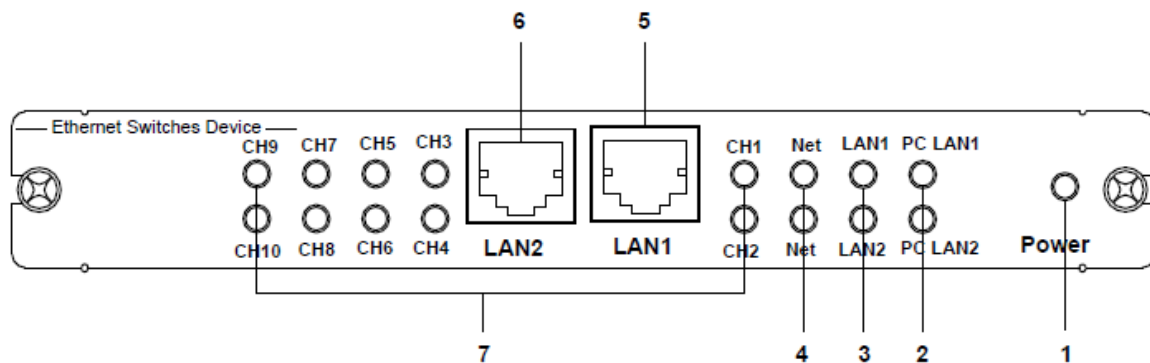 6 5
Ethernet Switches Device
CH9 CH7 CH5 CH3 CH1 Net LAN1 PC LAN1
CH10 CH8 CH6 CH4 LAN2 LAN1 CH2 Net LAN2 PC LAN2 Power
7 4 3 2 1